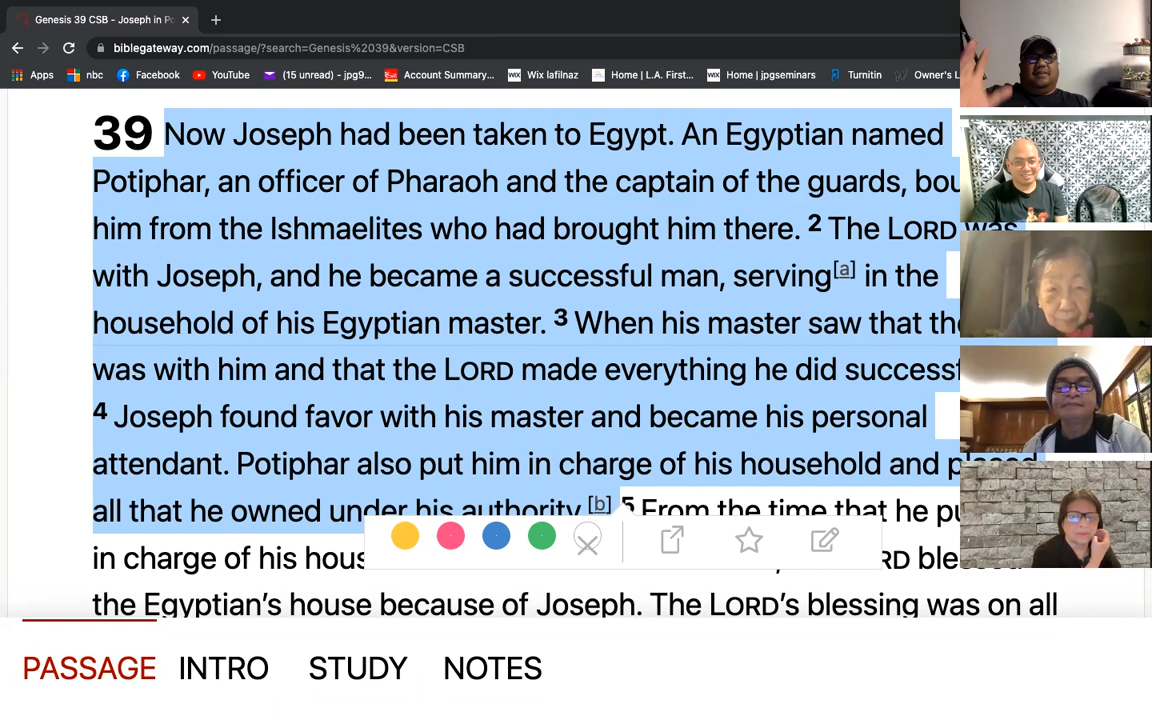 Genesis 39 CSB - Joseph in Po
biblegateway.com/passage/?search=Genesis%2039&version=CSB
Apps nbc Facebook YouTube (15 unread) - jpg9... Account Summary... Wix lafilnaz Home | L.A. First... Home | jpgseminars Turnitin Owner's L
39 Now Joseph had been taken to Egypt. An Egyptian named
Potiphar, an officer of Pharaoh and the captain of the guards, bou
him from the Ishmaelites who had brought him there. 2 The LORD was
with Joseph, and he became a successful man, serving[a] in the
household of his Egyptian master. 3 When his master saw that the
was with him and that the LORD made everything he did successf
4 Joseph found favor with his master and became his personal
attendant. Potiphar also put him in charge of his household and placed
all that he owned under his authority.[b] 5 From the time that he pu
in charge of his hous RD blessed
the Egyptian's house because of Joseph. The LORD's blessing was on all
PASSAGE INTRO STUDY NOTES